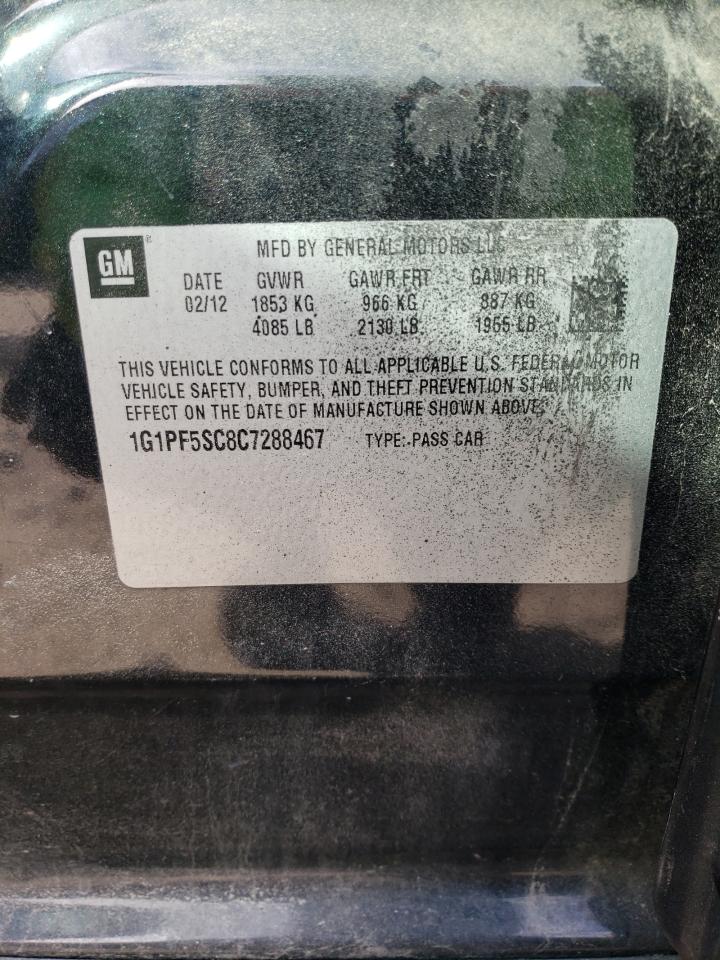 GM
MFD BY GENERAL MOTORS LLC
DATE GVWR GAWR FRT GAWR RR
02/12 1853 KG 966 KG 887 KG
4085 LB 2130 LB 1955 LB
THIS VEHICLE CONFORMS TO ALL APPLICABLE U.S. FEDERAL MOTOR
VEHICLE SAFETY, BUMPER, AND THEFT PREVENTION STANDARDS IN
EFFECT ON THE DATE OF MANUFACTURE SHOWN ABOVE.
1G1PF5SC8C7288467 TYPE: PASS CAR